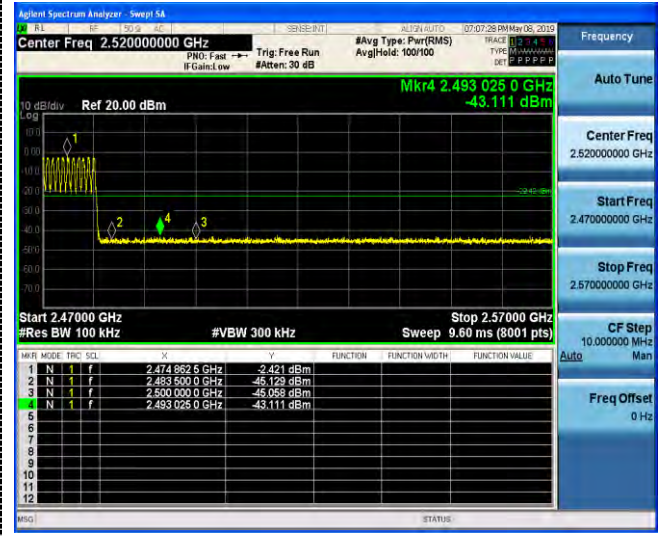 Agilent Spectrum Analyzer - Swept SA
RL RF 50 Ω AC SENSE:INT ALIGN AUTO 07:07:28 PM May 08, 2019
Center Freq 2.520000000 GHz
PNO: Fast
IFGain:Low
Trig: Free Run
#Atten: 30 dB
#Avg Type: Pwr(RMS)
Avg|Hold: 100/100
TRACE 1 2 3 4 5 6
TYPE
DET P P P P P P
Mkr4 2.493 025 0 GHz
-43.111 dBm
10 dB/div Ref 20.00 dBm
Log
10.0
0.00
-10.0
-20.0
-30.0
-40.0
-50.0
-60.0
-70.0
1
2
4
3
-22.42 dBm
Start 2.47000 GHz Stop 2.57000 GHz
#Res BW 100 kHz #VBW 300 kHz Sweep 9.60 ms (8001 pts)
MKR MODE TRC SCL X Y FUNCTION FUNCTION WIDTH FUNCTION VALUE
1 N 1 f 2.474 862 5 GHz -2.421 dBm
2 N 1 f 2.483 500 0 GHz -45.129 dBm
3 N 1 f 2.500 000 0 GHz -45.058 dBm
4 N 1 f 2.493 025 0 GHz -43.111 dBm
5
6
7
8
9
10
11
12
MSG STATUS
Frequency
Auto Tune
Center Freq
2.520000000 GHz
Start Freq
2.470000000 GHz
Stop Freq
2.570000000 GHz
CF Step
10.000000 MHz
Auto Man
Freq Offset
0 Hz